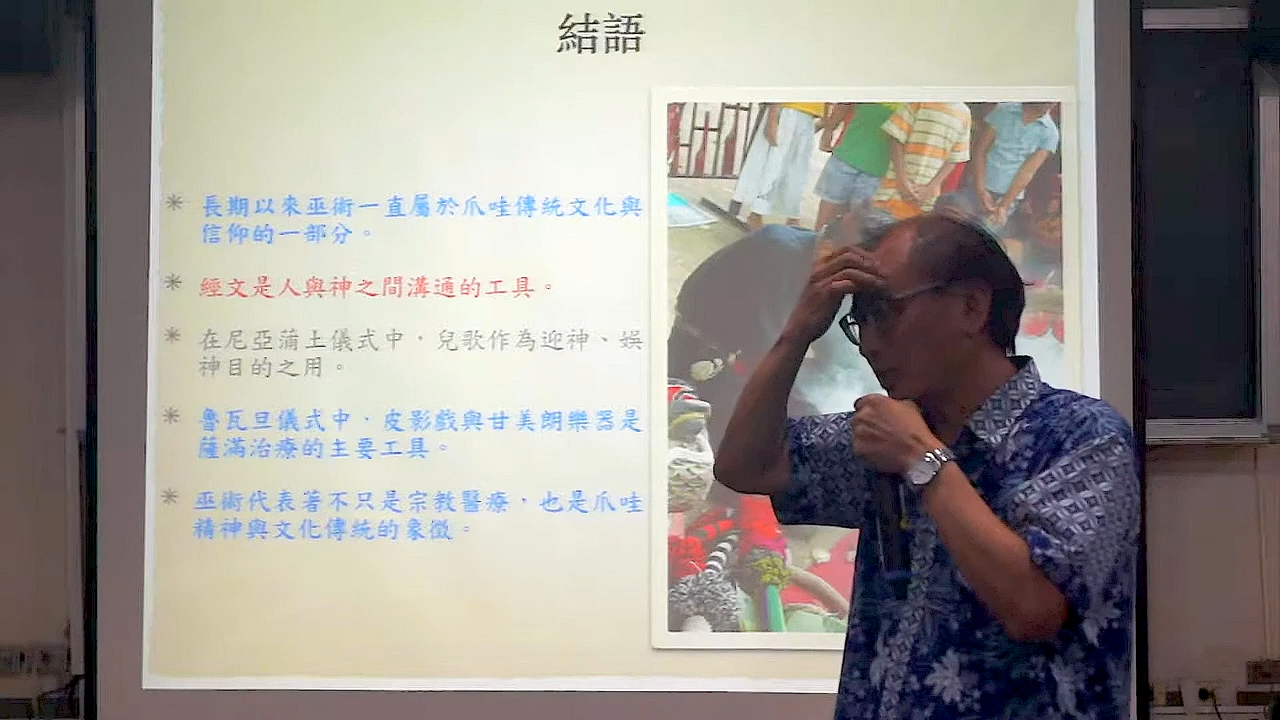 結語
長期以來巫術一直屬於爪哇傳統文化與
信仰的一部分。
經文是人與神之間溝通的工具。
在尼亞蒲土儀式中，兒歌作為迎神、娛
神目的之用。
魯瓦旦儀式中，皮影戲與甘美朗樂器是
薩滿治療的主要工具。
巫術代表著不只是宗教醫療，也是爪哇
精神與文化傳統的象徵。